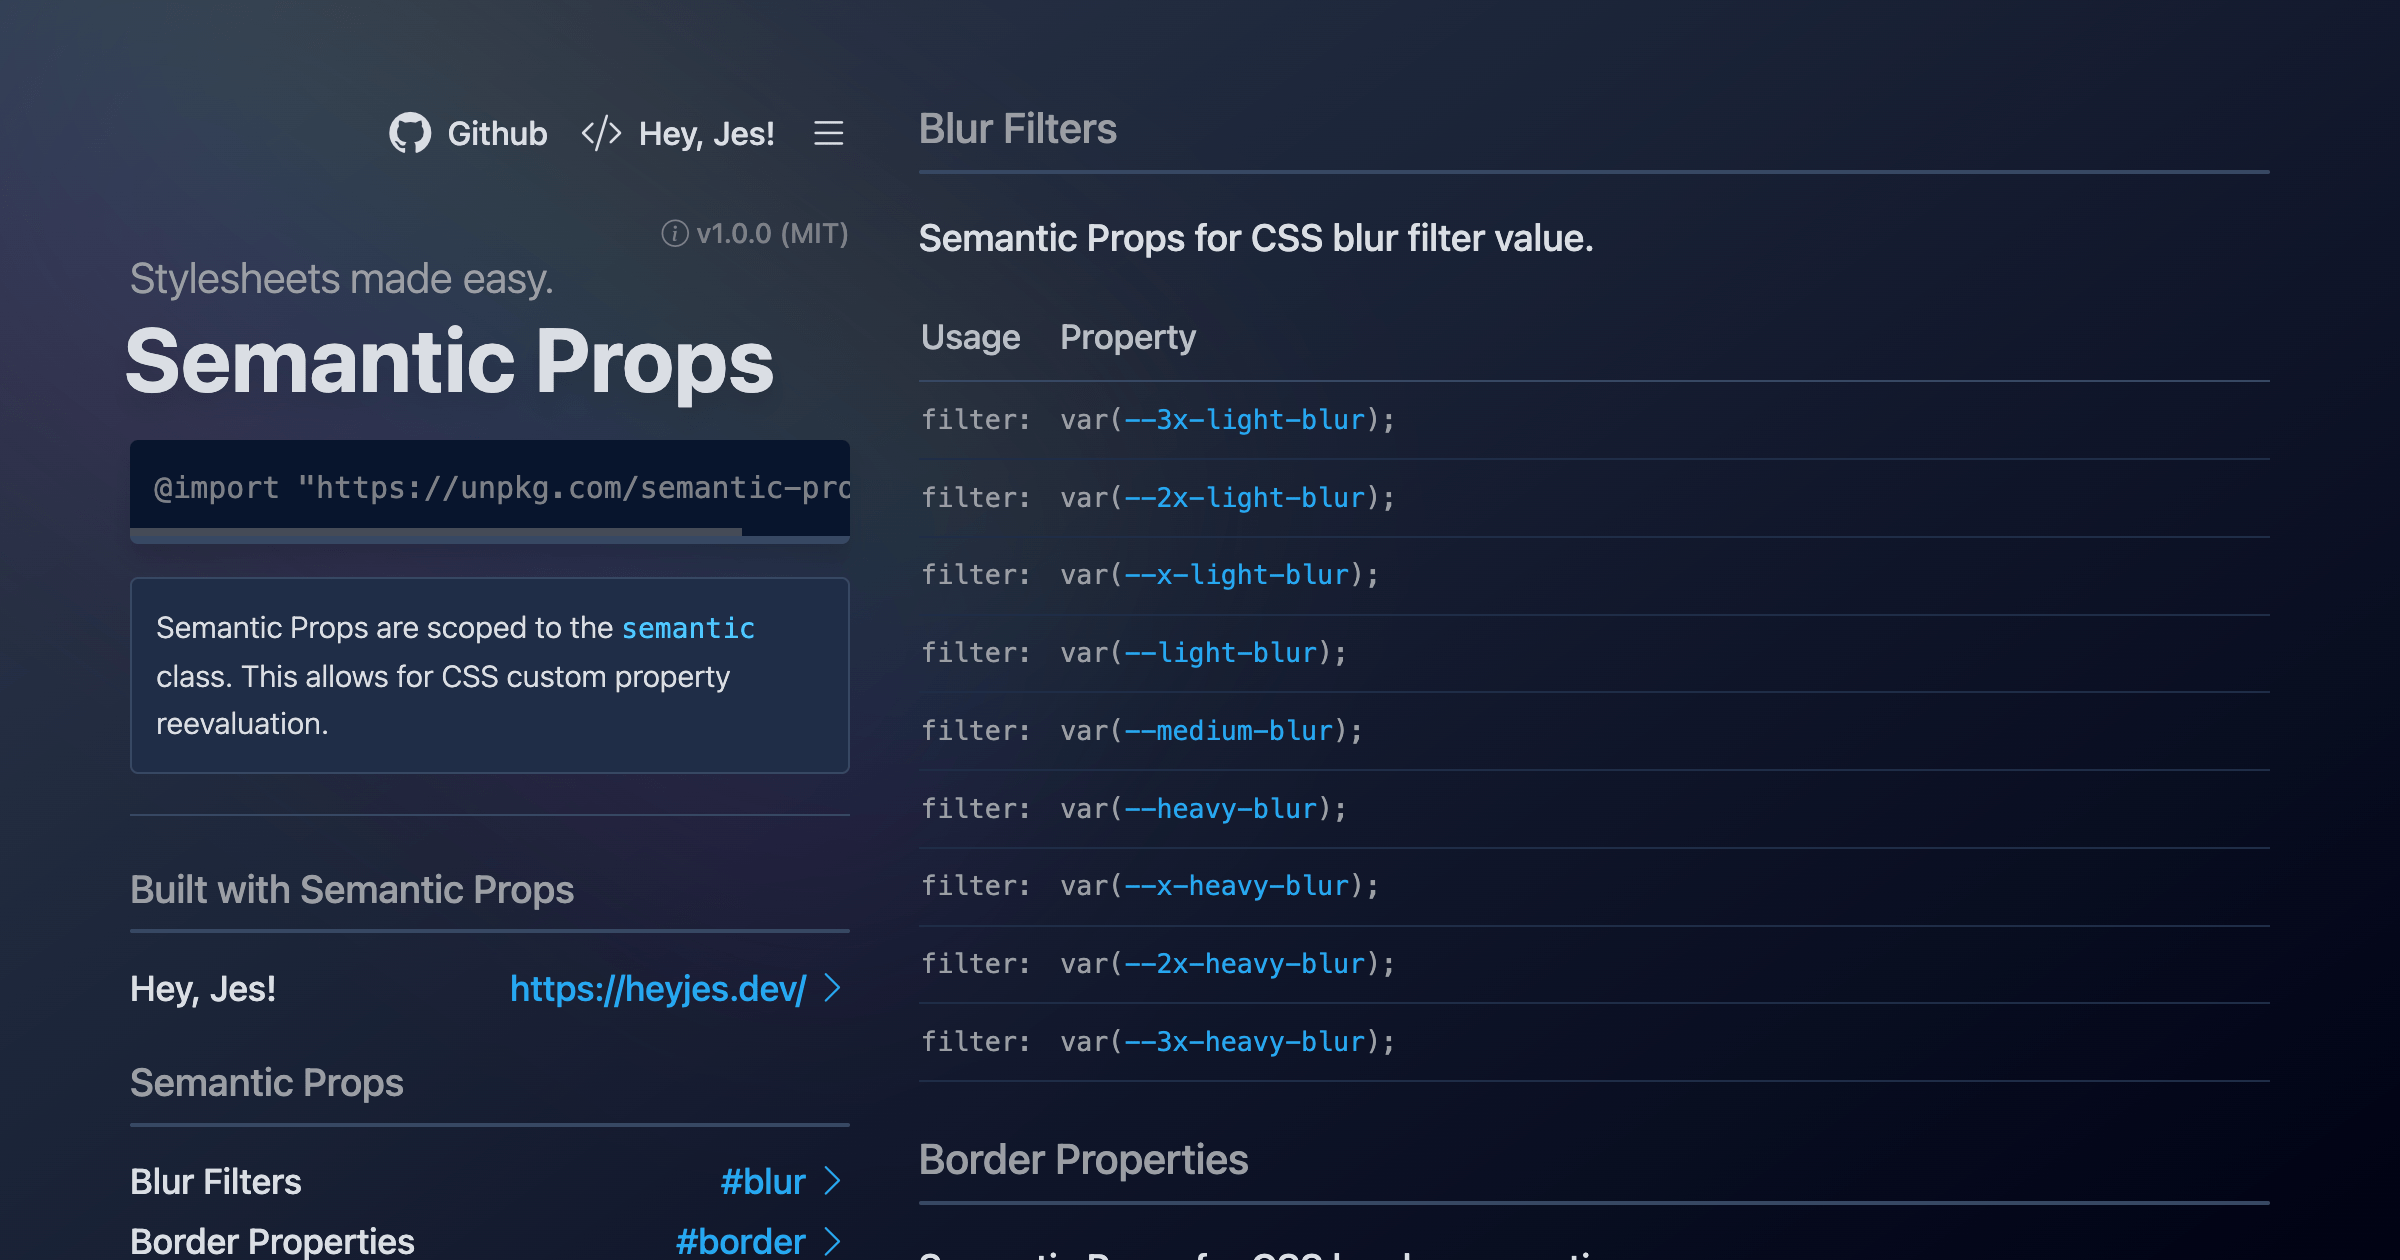 Github
</> Hey, Jes!
v1.0.0 (MIT)
Stylesheets made easy.
Semantic Props
@import "https://unpkg.com/semantic-pro
Semantic Props are scoped to the semantic
class. This allows for CSS custom property
reevaluation.
Built with Semantic Props
Hey, Jes! https://heyjes.dev/
Semantic Props
Blur Filters #blur
Border Properties #border
Blur Filters
Semantic Props for CSS blur filter value.
Usage Property
filter: var(--3x-light-blur);
filter: var(--2x-light-blur);
filter: var(--x-light-blur);
filter: var(--light-blur);
filter: var(--medium-blur);
filter: var(--heavy-blur);
filter: var(--x-heavy-blur);
filter: var(--2x-heavy-blur);
filter: var(--3x-heavy-blur);
Border Properties